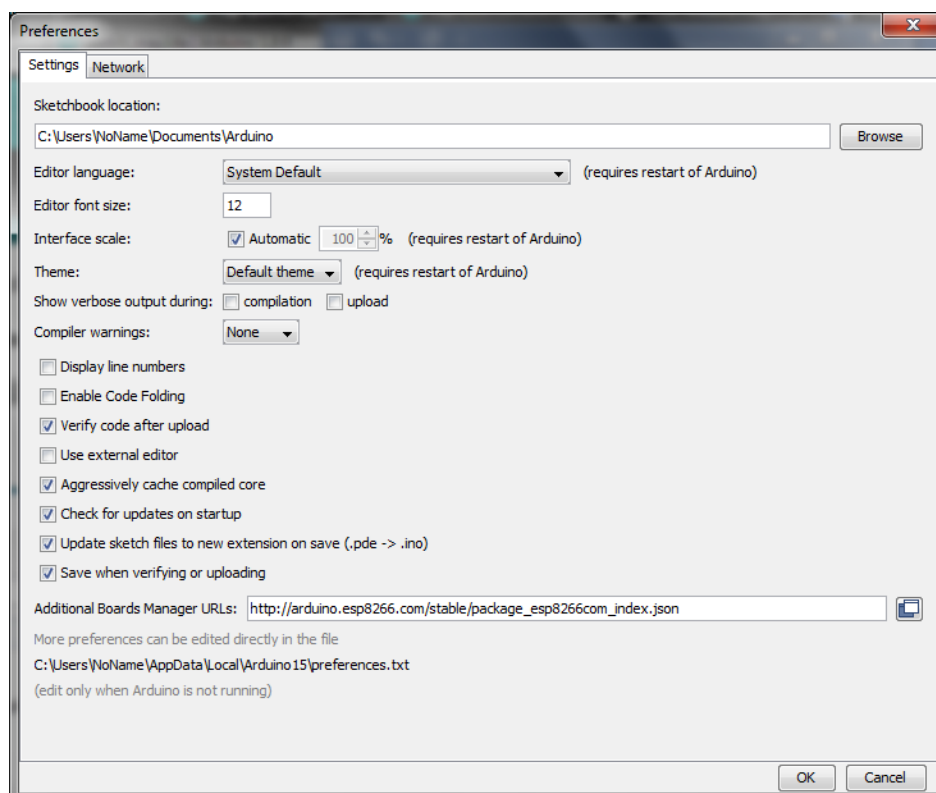 Preferences
Settings Network
Sketchbook location:
C:\Users\NoName\Documents\Arduino Browse
Editor language: System Default (requires restart of Arduino)
Editor font size: 12
Interface scale: Automatic 100 % (requires restart of Arduino)
Theme: Default theme (requires restart of Arduino)
Show verbose output during: compilation upload
Compiler warnings: None
Display line numbers
Enable Code Folding
Verify code after upload
Use external editor
Aggressively cache compiled core
Check for updates on startup
Update sketch files to new extension on save (.pde -> .ino)
Save when verifying or uploading
Additional Boards Manager URLs: http://arduino.esp8266.com/stable/package_esp8266com_index.json
More preferences can be edited directly in the file
C:\Users\NoName\AppData\Local\Arduino15\preferences.txt
(edit only when Arduino is not running)
OK Cancel